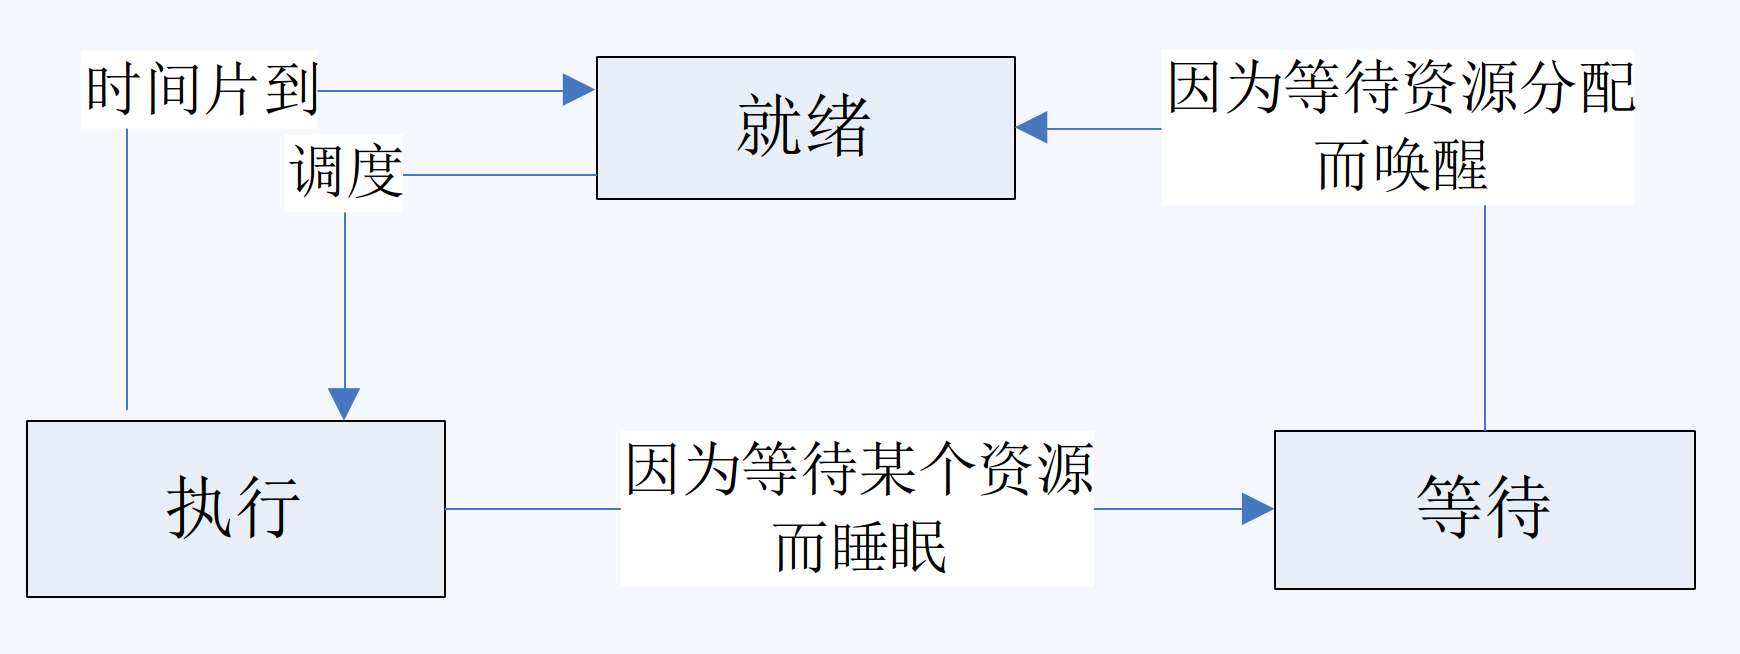 时间片到
就绪
因为等待资源分配
而唤醒
调度
执行
因为等待某个资源
而睡眠
等待